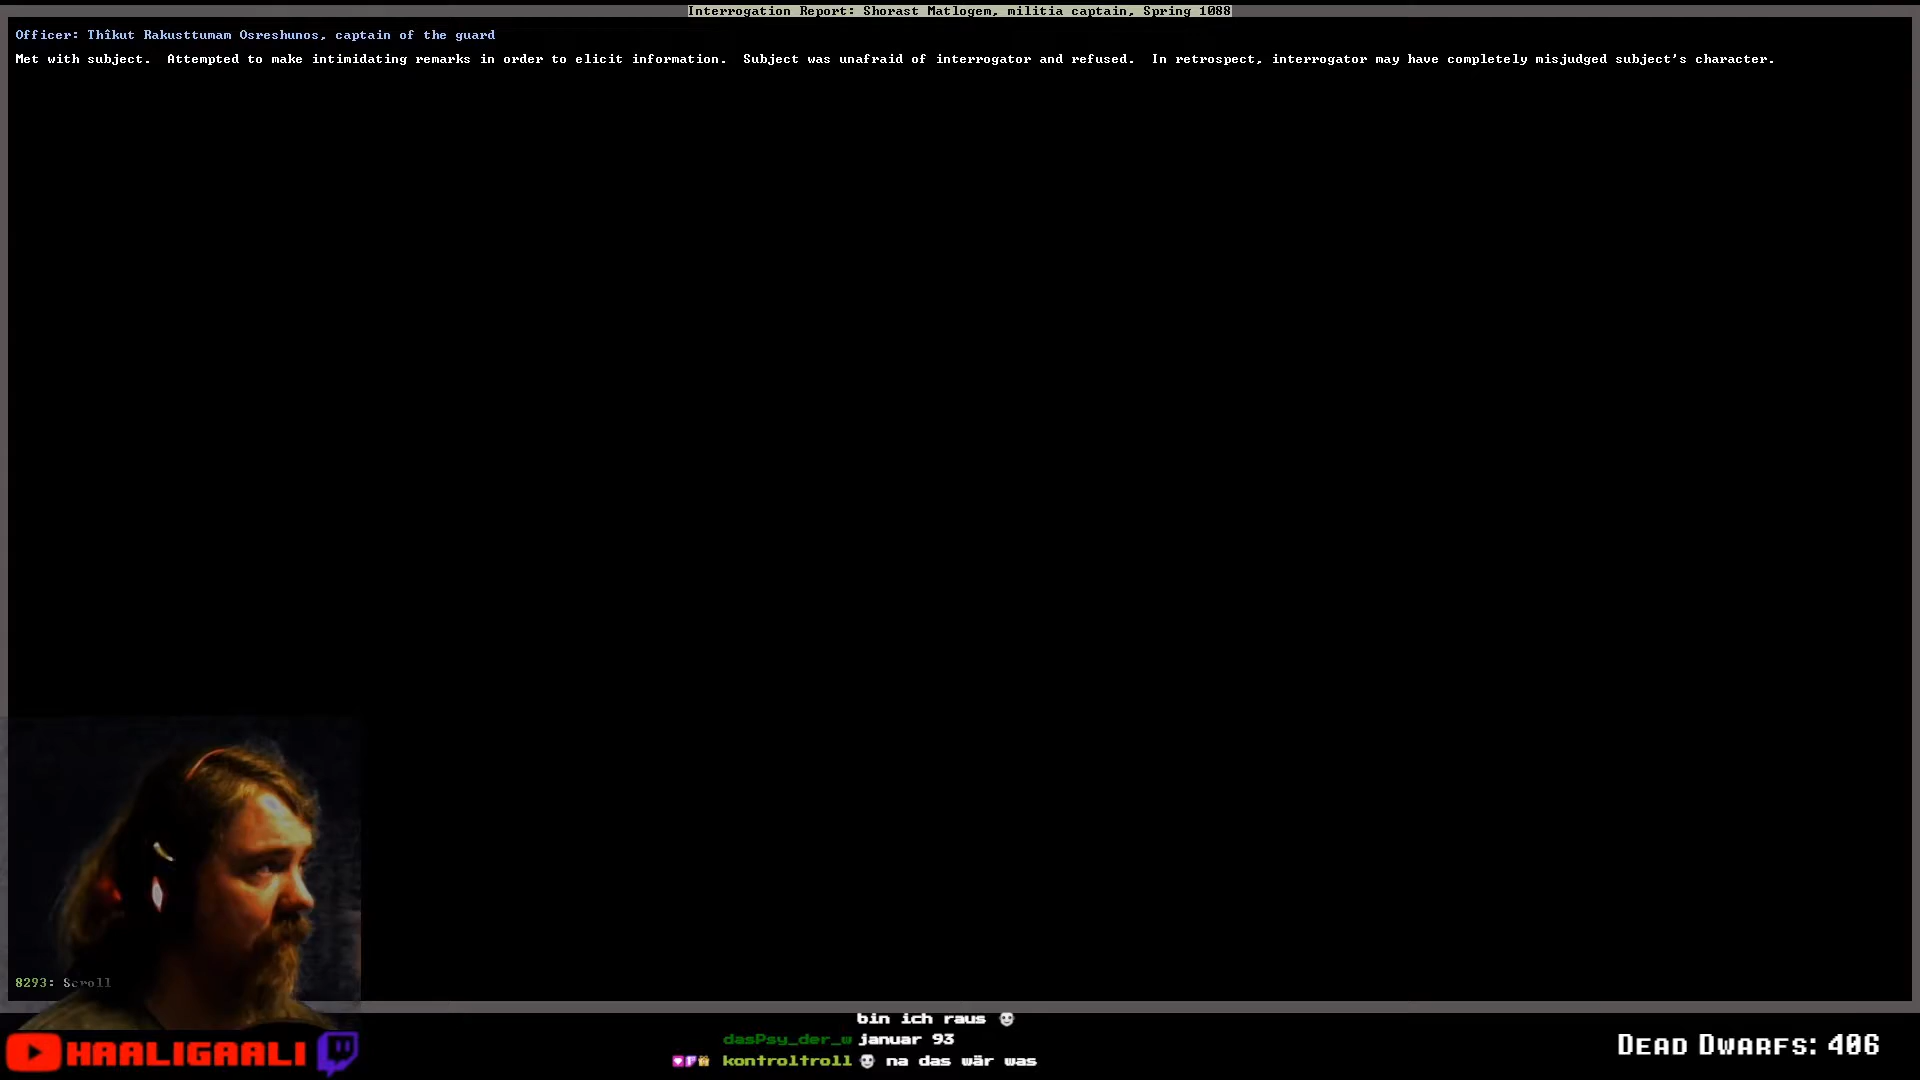 Interrogation Report: Shorast Matlogem, militia captain, Spring 1088
Officer: Thîkut Rakusttumam Osreshunos, captain of the guard
Met with subject.  Attempted to make intimidating remarks in order to elicit information.  Subject was unafraid of interrogator and refused.  In retrospect, interrogator may have completely misjudged subject's character.
8293: Scroll
bin ich raus
dasPsy_der_w januar 93
kontroltroll na das wär was
HAALIGAALI
DEAD DWARFS: 406